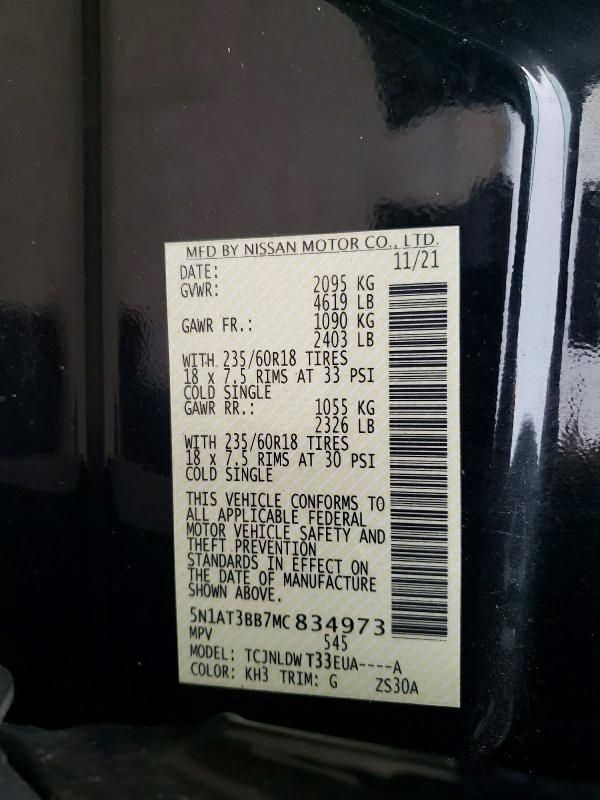 MFD BY NISSAN MOTOR CO., LTD.
DATE: 11/21
GVWR: 2095 KG
4619 LB
GAWR FR.: 1090 KG
2403 LB
WITH 235/60R18 TIRES
18 x 7.5 RIMS AT 33 PSI
COLD SINGLE
GAWR RR.: 1055 KG
2326 LB
WITH 235/60R18 TIRES
18 x 7.5 RIMS AT 30 PSI
COLD SINGLE
THIS VEHICLE CONFORMS TO
ALL APPLICABLE FEDERAL
MOTOR VEHICLE SAFETY AND
THEFT PREVENTION
STANDARDS IN EFFECT ON
THE DATE OF MANUFACTURE
SHOWN ABOVE.
5N1AT3BB7MC834973
MPV 545
MODEL: TCJNLDW T33EUA----A
COLOR: KH3 TRIM: G ZS30A